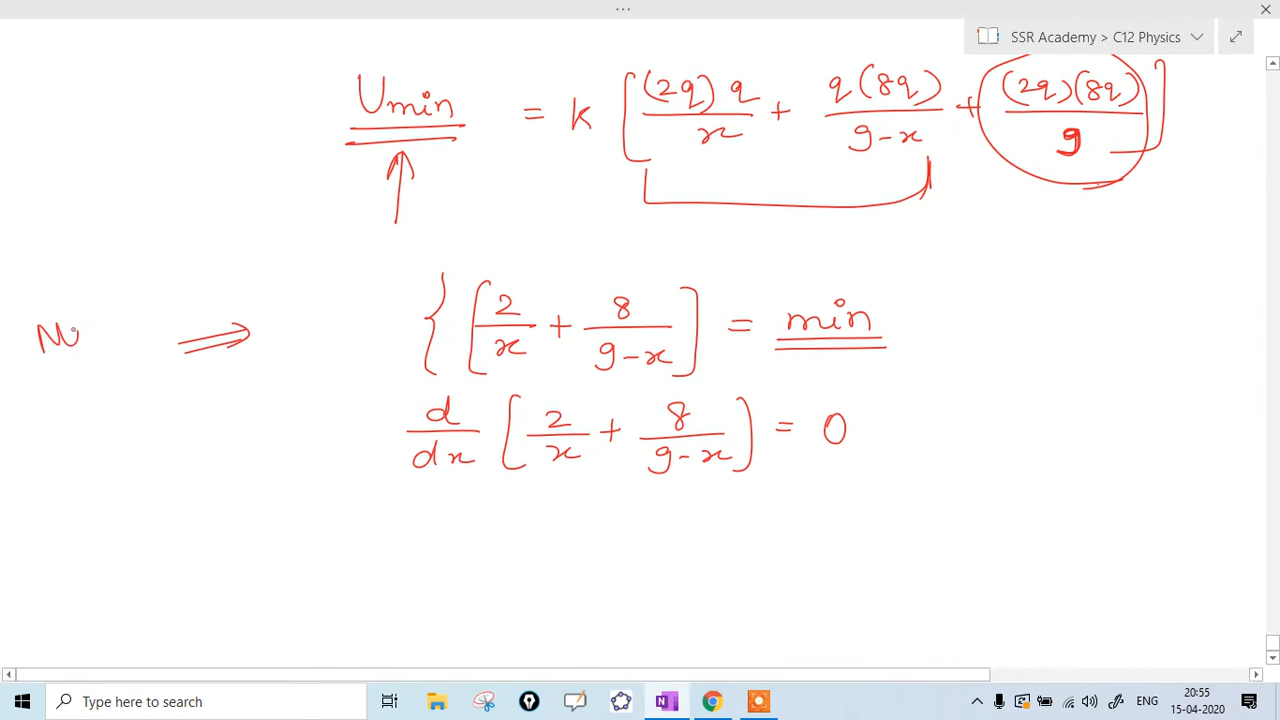 ...
SSR Academy > C12 Physics
Umin = k [ (2q) q / x + q(8q) / 9-x + (2q)(8q) / 9 ]
Mi ⇒ { [ 2/x + 8/9-x ] = min
d/dx [ 2/x + 8/9-x ] = 0
Type here to search
ENG
20:55
15-04-2020